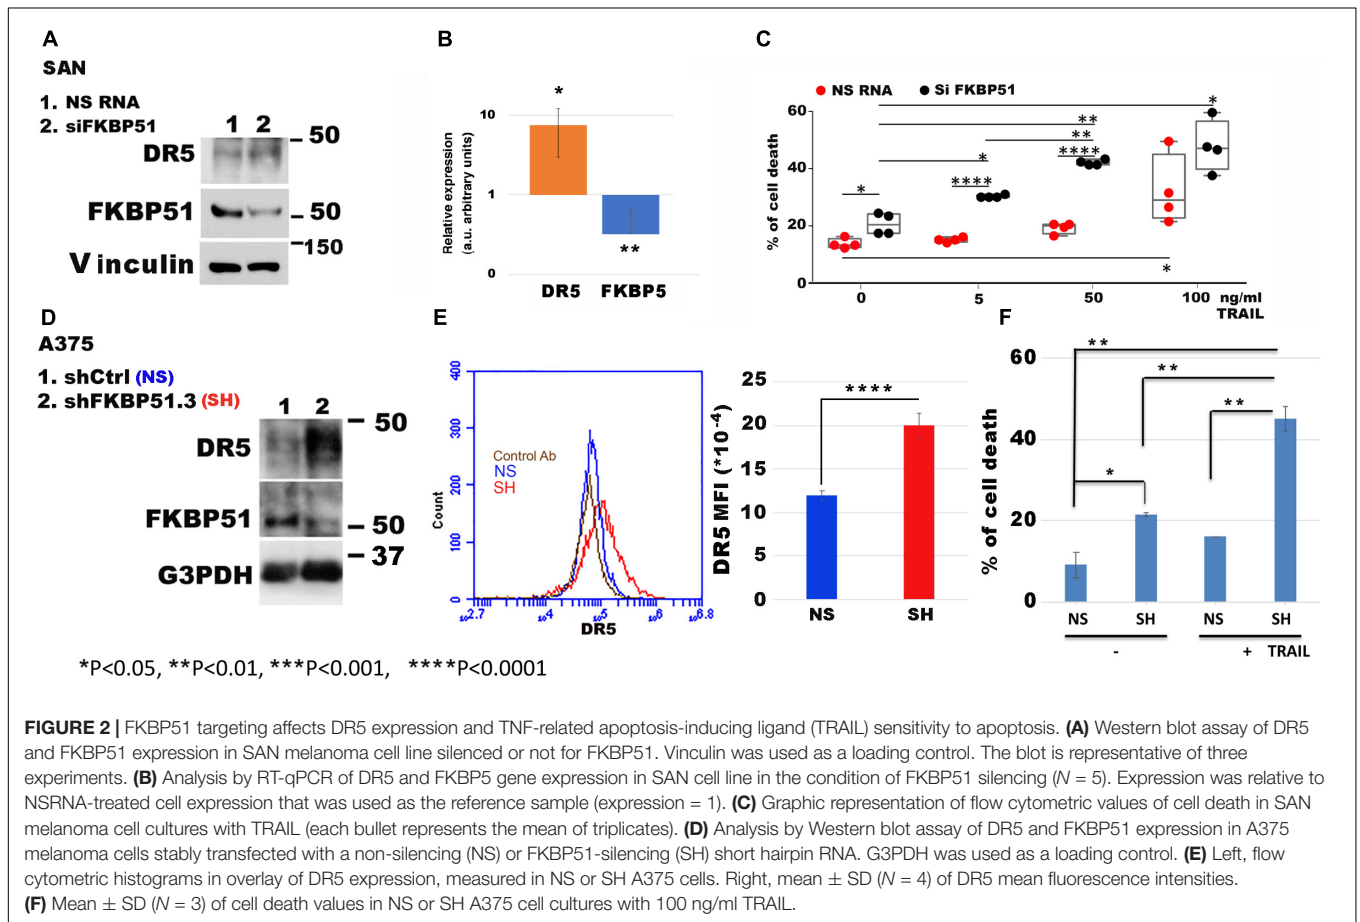 A
SAN
1. NS RNA
2. siFKBP51
1 2
DR5
50
FKBP51
50
150
Vinculin
B
Relative expression
(a.u. arbitrary units)
10
1
0
*
**
DR5 FKBP5
C
NS RNA Si FKBP51
% of cell death
60
40
20
0
*
**
**
****
*
****
*
*
0 5 50 100 ng/ml
TRAIL
D
A375
1. shCtrl (NS)
2. shFKBP51.3 (SH)
1 2
50
DR5
FKBP51
50
37
G3PDH
E
Count
400
300
200
100
0
Control Ab
NS
SH
10^2.7 10^4 10^5 10^6 10^6.8
DR5
DR5 MFI (*10^-4)
25
20
15
10
5
0
****
NS SH
F
% of cell death
60
40
20
0
**
**
**
*
NS SH NS SH
- + TRAIL
*P<0.05, **P<0.01, ***P<0.001, ****P<0.0001
FIGURE 2 | FKBP51 targeting affects DR5 expression and TNF-related apoptosis-inducing ligand (TRAIL) sensitivity to apoptosis. (A) Western blot assay of DR5
and FKBP51 expression in SAN melanoma cell line silenced or not for FKBP51. Vinculin was used as a loading control. The blot is representative of three
experiments. (B) Analysis by RT-qPCR of DR5 and FKBP5 gene expression in SAN cell line in the condition of FKBP51 silencing (N = 5). Expression was relative to
NSRNA-treated cell expression that was used as the reference sample (expression = 1). (C) Graphic representation of flow cytometric values of cell death in SAN
melanoma cell cultures with TRAIL (each bullet represents the mean of triplicates). (D) Analysis by Western blot assay of DR5 and FKBP51 expression in A375
melanoma cells stably transfected with a non-silencing (NS) or FKBP51-silencing (SH) short hairpin RNA. G3PDH was used as a loading control. (E) Left, flow
cytometric histograms in overlay of DR5 expression, measured in NS or SH A375 cells. Right, mean ± SD (N = 4) of DR5 mean fluorescence intensities.
(F) Mean ± SD (N = 3) of cell death values in NS or SH A375 cell cultures with 100 ng/ml TRAIL.